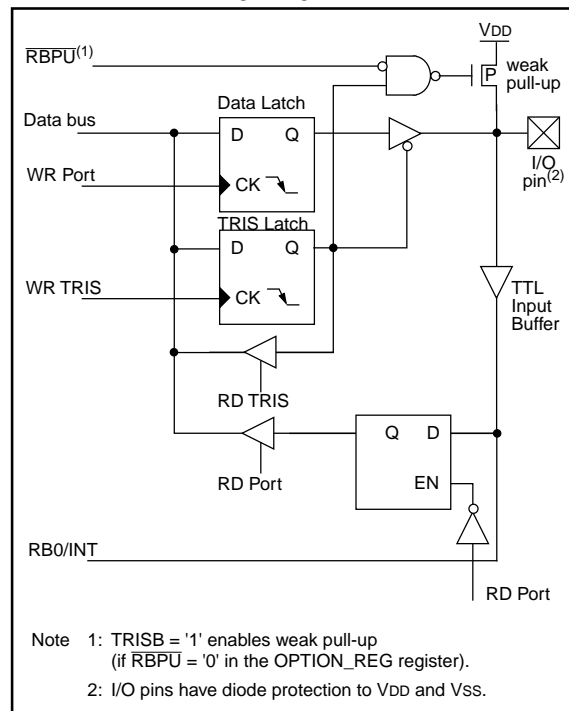 VDD
RBPU(1)
P
weak
pull-up
Data Latch
Data bus
D Q
I/O
pin(2)
WR Port
CK
TRIS Latch
D Q
TTL
Input
Buffer
WR TRIS
CK
RD TRIS
Q D
RD Port
EN
RB0/INT
RD Port
Note 1: TRISB = '1' enables weak pull-up
(if RBPU = '0' in the OPTION_REG register).
2: I/O pins have diode protection to VDD and VSS.